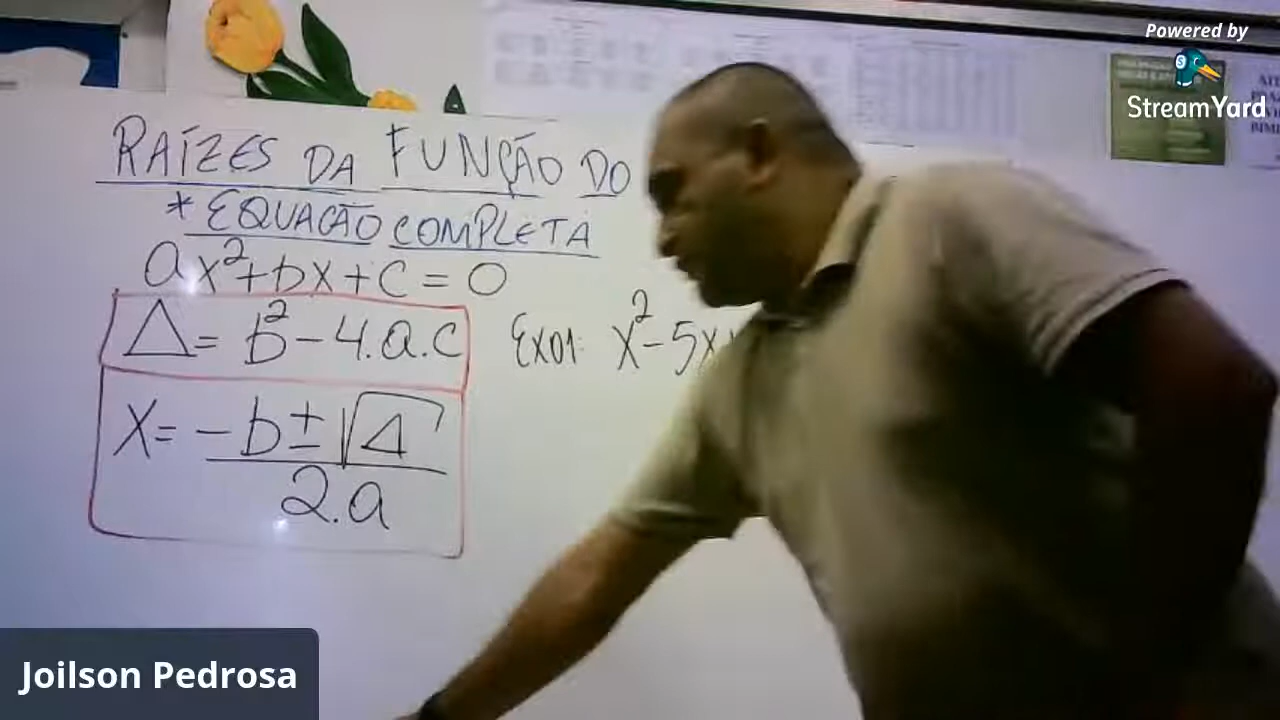 Powered by
StreamYard
RAÍZES DA FUNÇÃO DO
* EQUAÇÃO COMPLETA
ax²+bx+c=0
Δ=b²-4.a.c
Ex01: x²-5x
x=-b±√Δ
2.a
Joilson Pedrosa